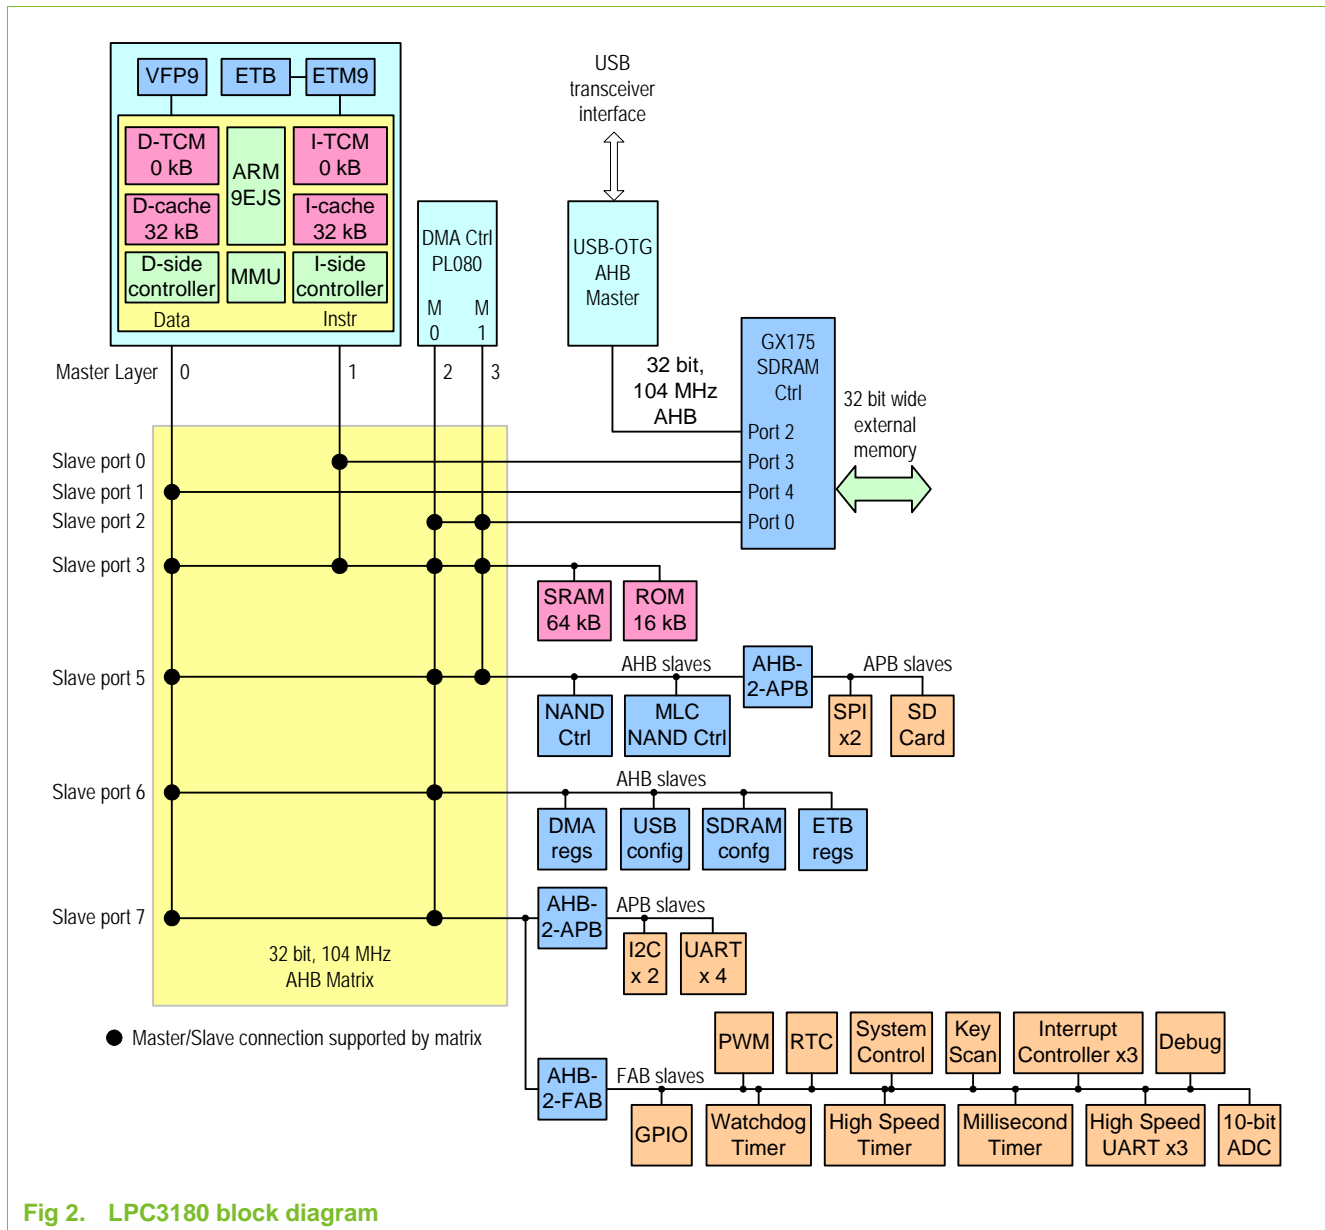 VFP9
ETB
ETM9
D-TCM
0 kB
ARM
9EJS
I-TCM
0 kB
D-cache
32 kB
I-cache
32 kB
D-side
controller
MMU
I-side
controller
Data
Instr
DMA Ctrl
PL080
M
0
M
1
USB
transceiver
interface
USB-OTG
AHB
Master
32 bit,
104 MHz
AHB
GX175
SDRAM
Ctrl
Port 2
Port 3
Port 4
Port 0
32 bit wide
external
memory
Master Layer
0
1
2
3
Slave port 0
Slave port 1
Slave port 2
Slave port 3
SRAM
64 kB
ROM
16 kB
Slave port 5
AHB slaves
AHB-
2-APB
APB slaves
NAND
Ctrl
MLC
NAND Ctrl
SPI
x2
SD
Card
Slave port 6
AHB slaves
DMA
regs
USB
config
SDRAM
confg
ETB
regs
Slave port 7
AHB-
2-APB
APB slaves
I2C
x 2
UART
x 4
32 bit, 104 MHz
AHB Matrix
Master/Slave connection supported by matrix
AHB-
2-FAB
FAB slaves
PWM
RTC
System
Control
Key
Scan
Interrupt
Controller x3
Debug
GPIO
Watchdog
Timer
High Speed
Timer
Millisecond
Timer
High Speed
UART x3
10-bit
ADC
Fig 2. LPC3180 block diagram